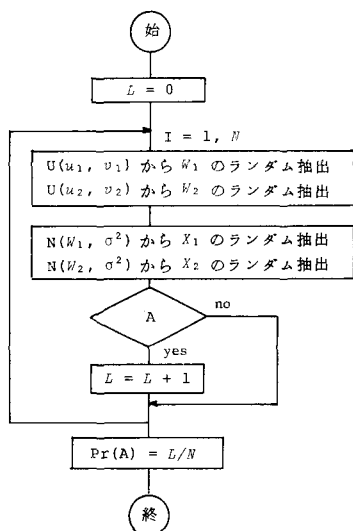 始
L = 0
I = 1, N
U(u₁, v₁) から W₁ のランダム抽出
U(u₂, v₂) から W₂ のランダム抽出
N(W₁, σ²) から X₁ のランダム抽出
N(W₂, σ²) から X₂ のランダム抽出
A
no
yes
L = L + 1
Pr(A) = L/N
終